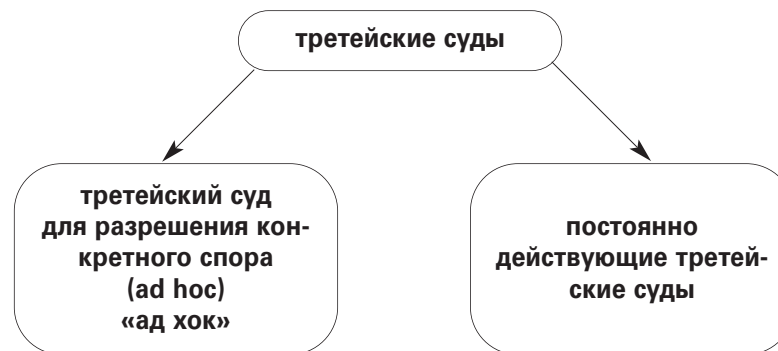 третейские суды
третейский суд
для разрешения кон-
кретного спора
(ad hoc)
«ад хок»
постоянно
действующие третей-
ские суды